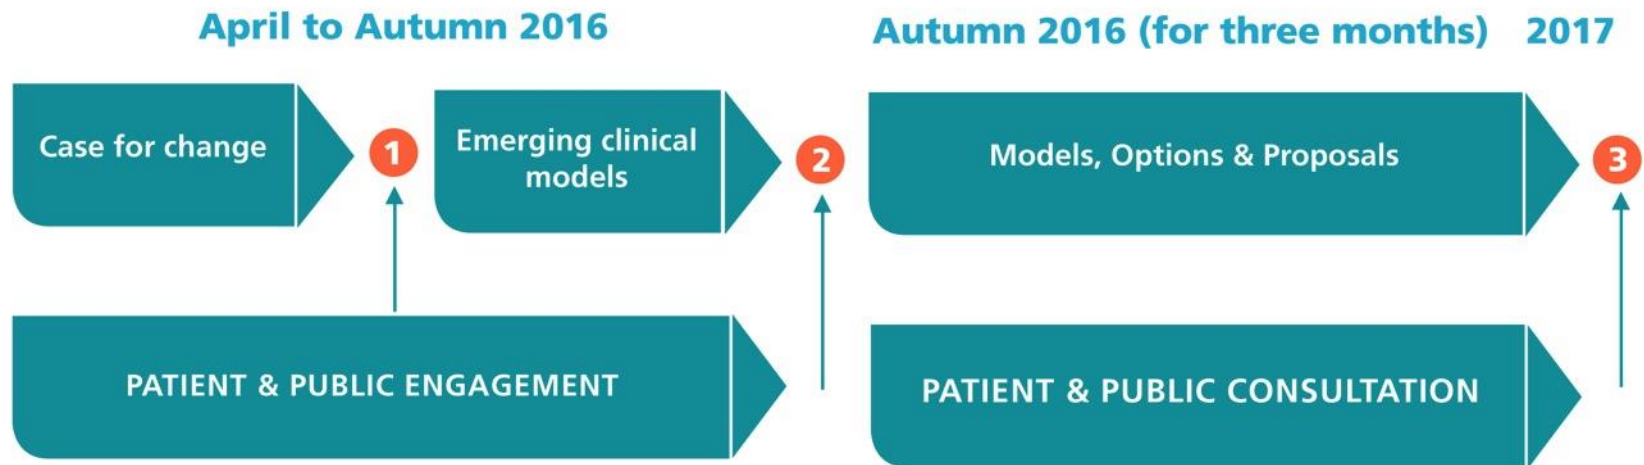 April to Autumn 2016
Autumn 2016 (for three months) 2017
Case for change
1
Emerging clinical
models
2
Models, Options & Proposals
3
PATIENT & PUBLIC ENGAGEMENT
PATIENT & PUBLIC CONSULTATION